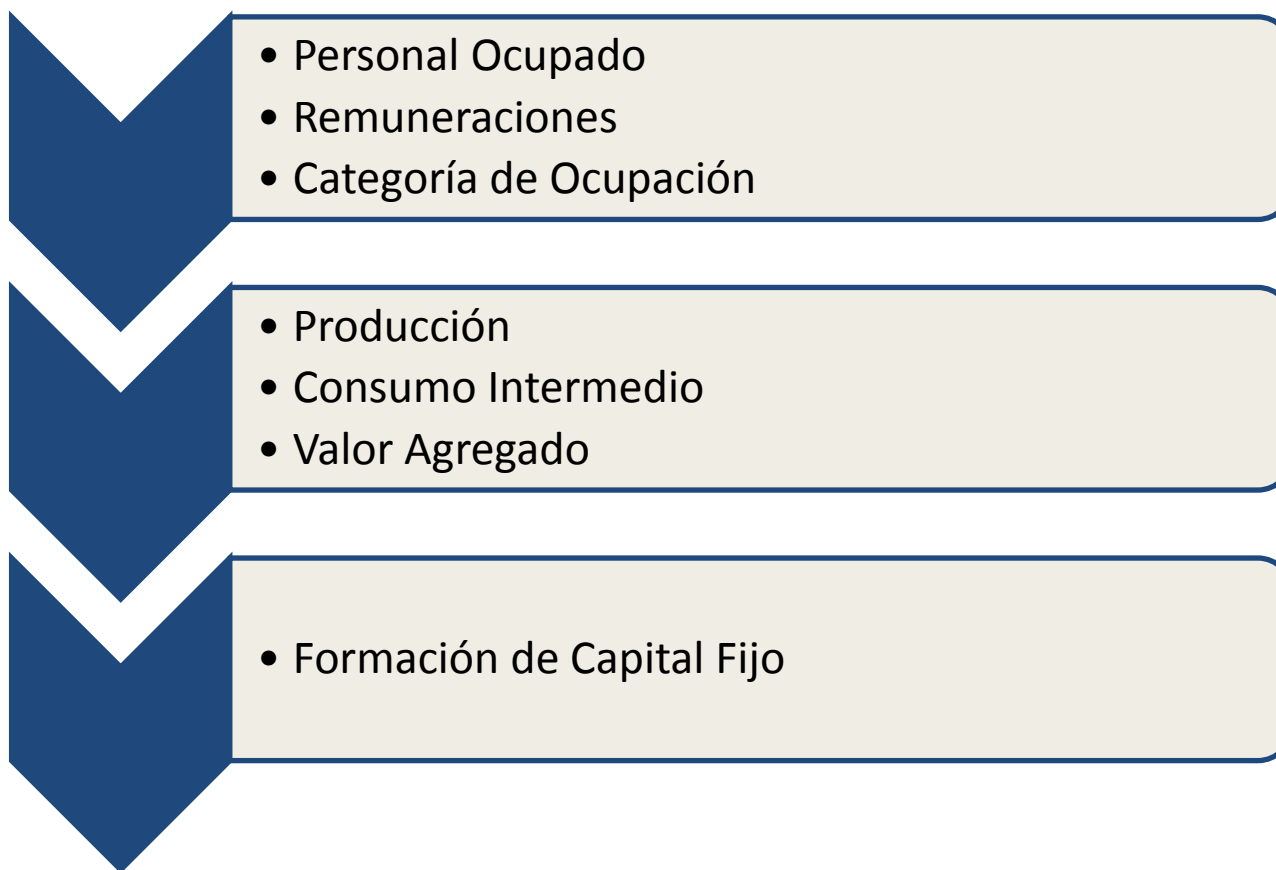 • Personal Ocupado
• Remuneraciones
• Categoría de Ocupación
• Producción
• Consumo Intermedio
• Valor Agregado
• Formación de Capital Fijo